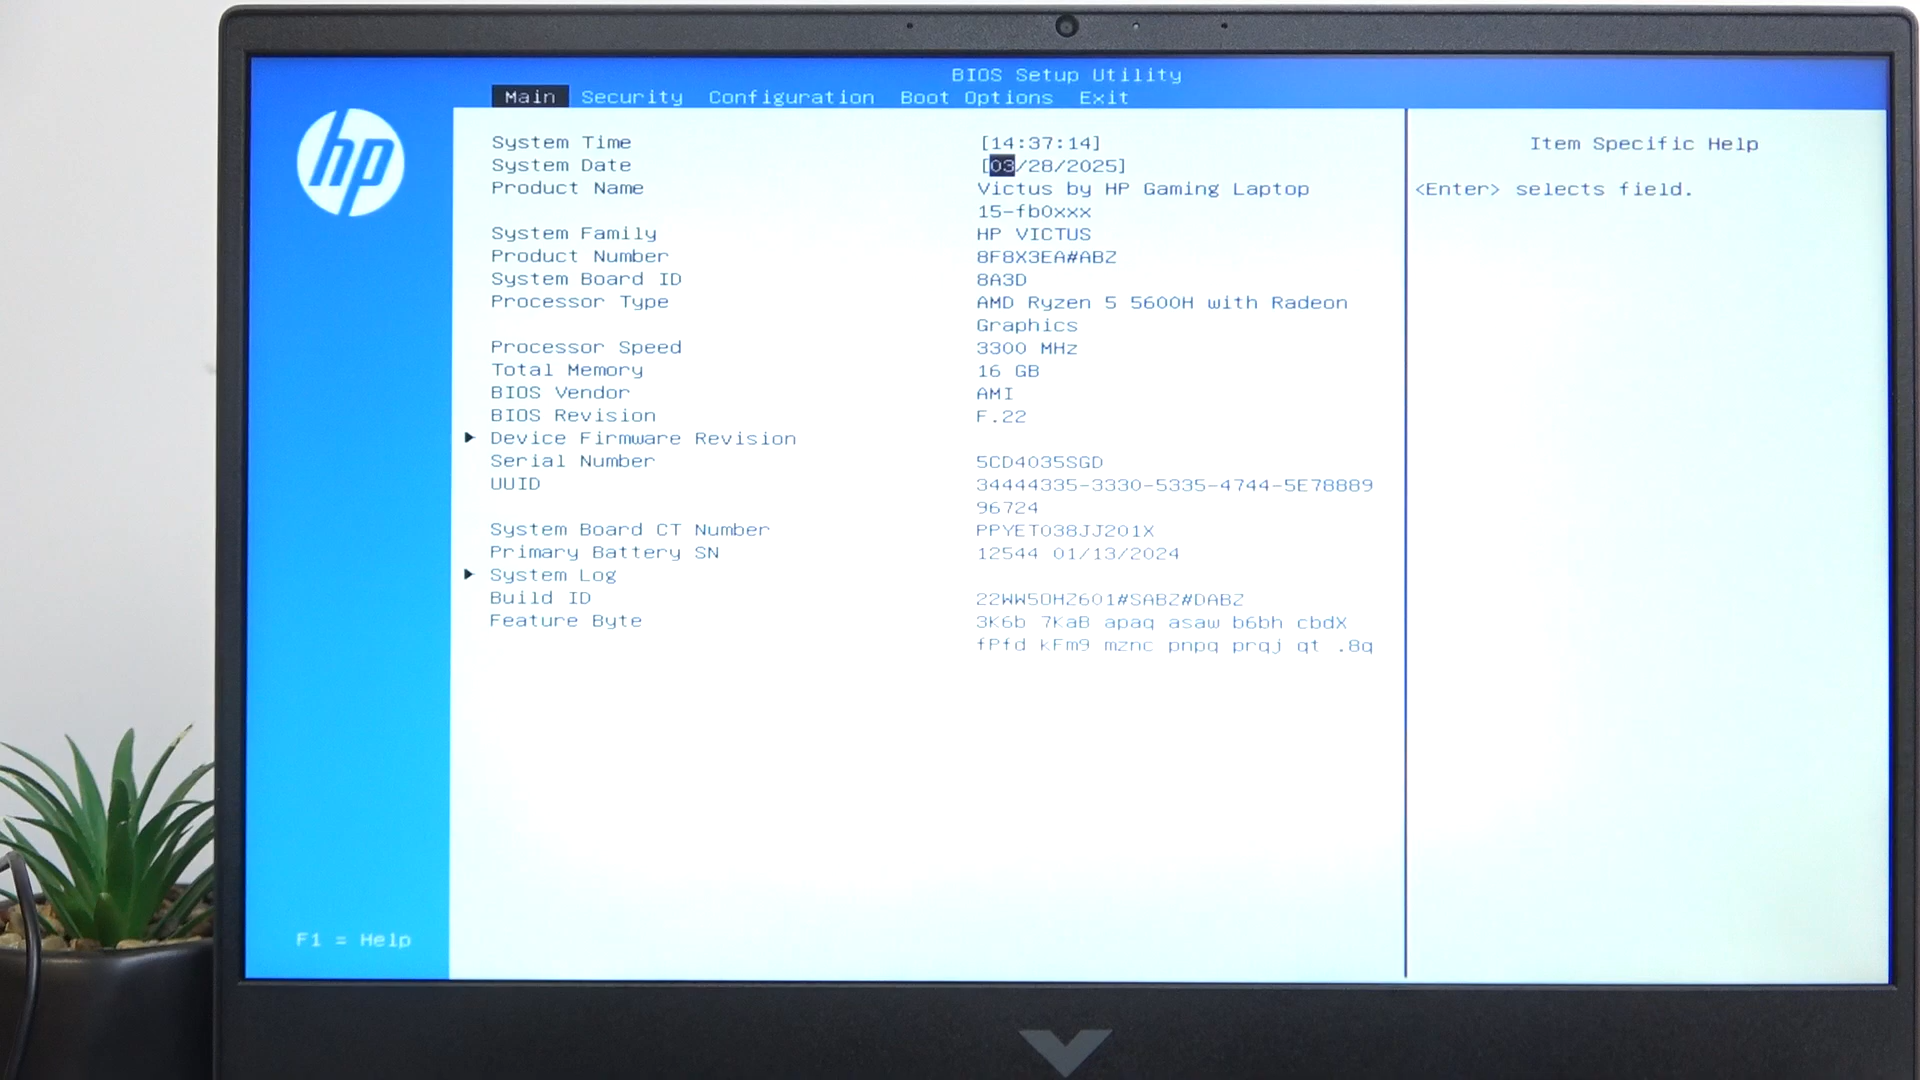 BIOS Setup Utility
Main Security Configuration Boot Options Exit
hp
System Time [14:37:14]
System Date [03/28/2025]
Product Name Victus by HP Gaming Laptop
15-fb0xxx
System Family HP VICTUS
Product Number 8F8X3EA#ABZ
System Board ID 8A3D
Processor Type AMD Ryzen 5 5600H with Radeon
Graphics
Processor Speed 3300 MHz
Total Memory 16 GB
BIOS Vendor AMI
BIOS Revision F.22
Device Firmware Revision
Serial Number 5CD4035SGD
UUID 34444335-3330-5335-4744-5E78889
96724
System Board CT Number PPYET038JJ201X
Primary Battery SN 12544 01/13/2024
System Log
Build ID 22WW5OHZ601#SABZ#DABZ
Feature Byte 3K6b 7KaB apaq asaw b6bh cbdX
fPfd kFm9 mznc pnpq prqj qt .8q
Item Specific Help
<Enter> selects field.
F1 = Help